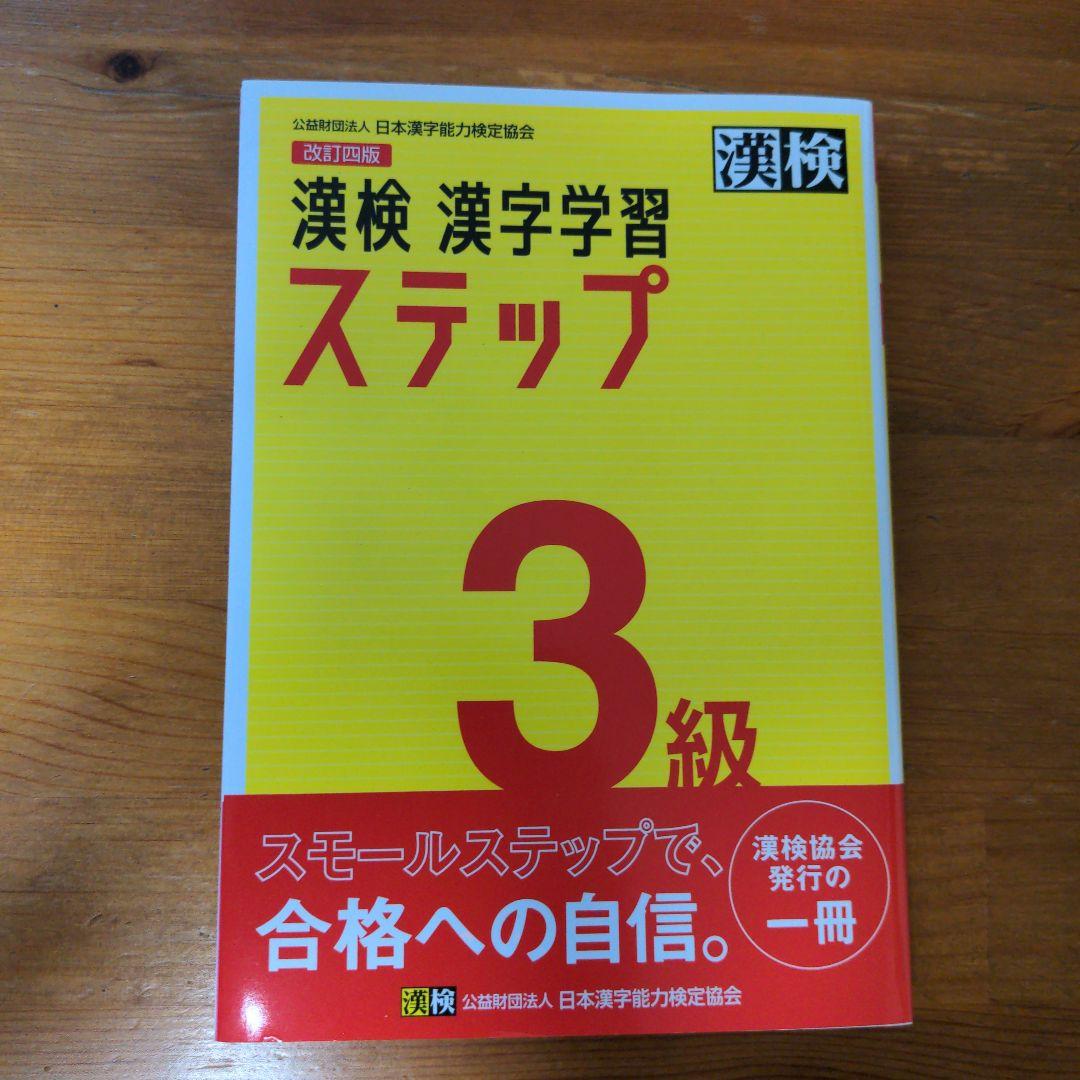 公益財団法人 日本漢字能力検定協会
改訂四版
漢検
漢検 漢字学習
ステップ
3級
スモールステップで、
合格への自信。
漢検協会
発行の
一冊
漢検 公益財団法人 日本漢字能力検定協会